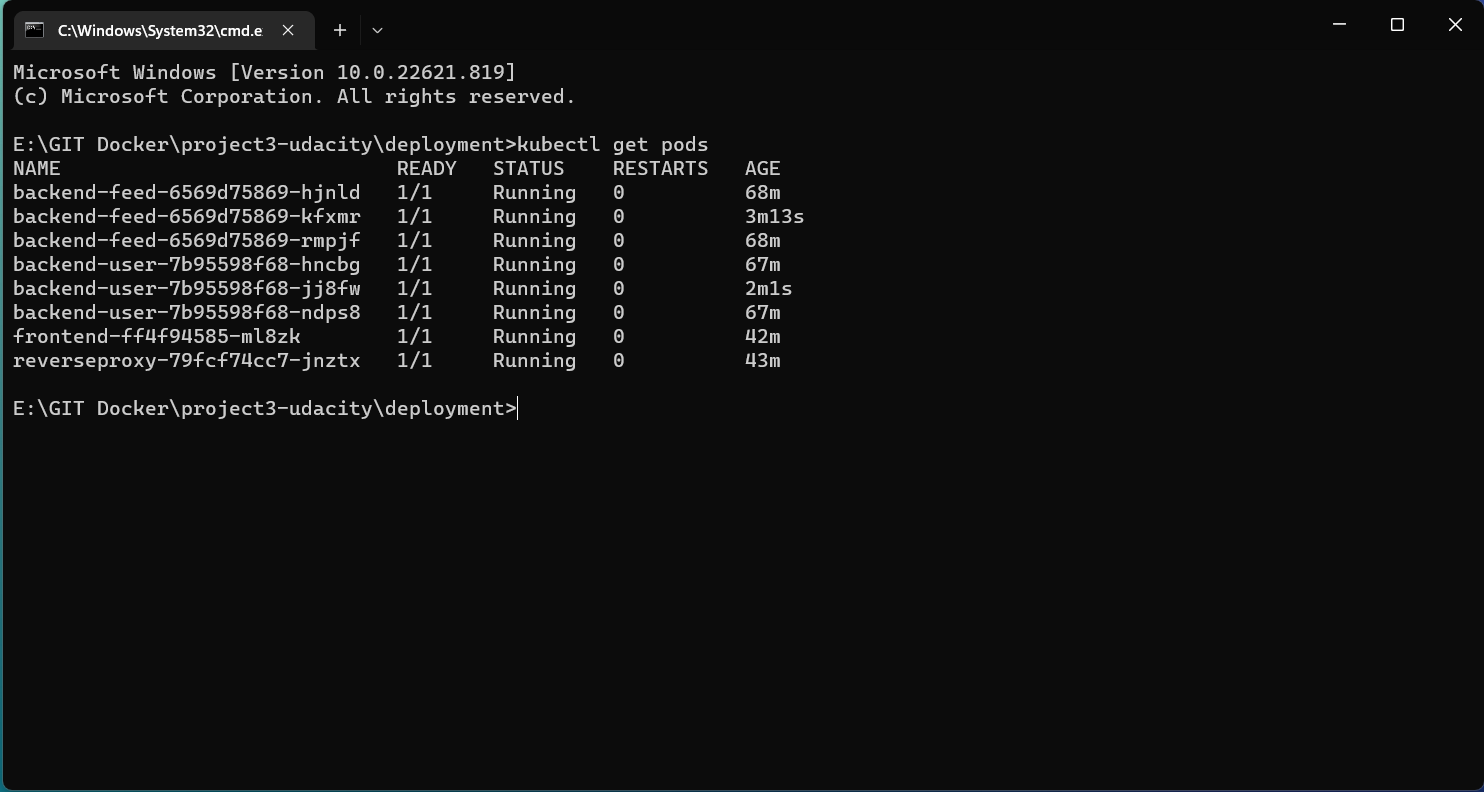 C:\Windows\System32\cmd.e
Microsoft Windows [Version 10.0.22621.819]
(c) Microsoft Corporation. All rights reserved.
E:\GIT Docker\project3-udacity\deployment>kubectl get pods
NAME                            READY   STATUS    RESTARTS   AGE
backend-feed-6569d75869-hjnld   1/1     Running   0          68m
backend-feed-6569d75869-kfxmr   1/1     Running   0          3m13s
backend-feed-6569d75869-rmpjf   1/1     Running   0          68m
backend-user-7b95598f68-hncbg   1/1     Running   0          67m
backend-user-7b95598f68-jj8fw   1/1     Running   0          2m1s
backend-user-7b95598f68-ndps8   1/1     Running   0          67m
frontend-ff4f94585-ml8zk        1/1     Running   0          42m
reverseproxy-79fcf74cc7-jnztx   1/1     Running   0          43m
E:\GIT Docker\project3-udacity\deployment>